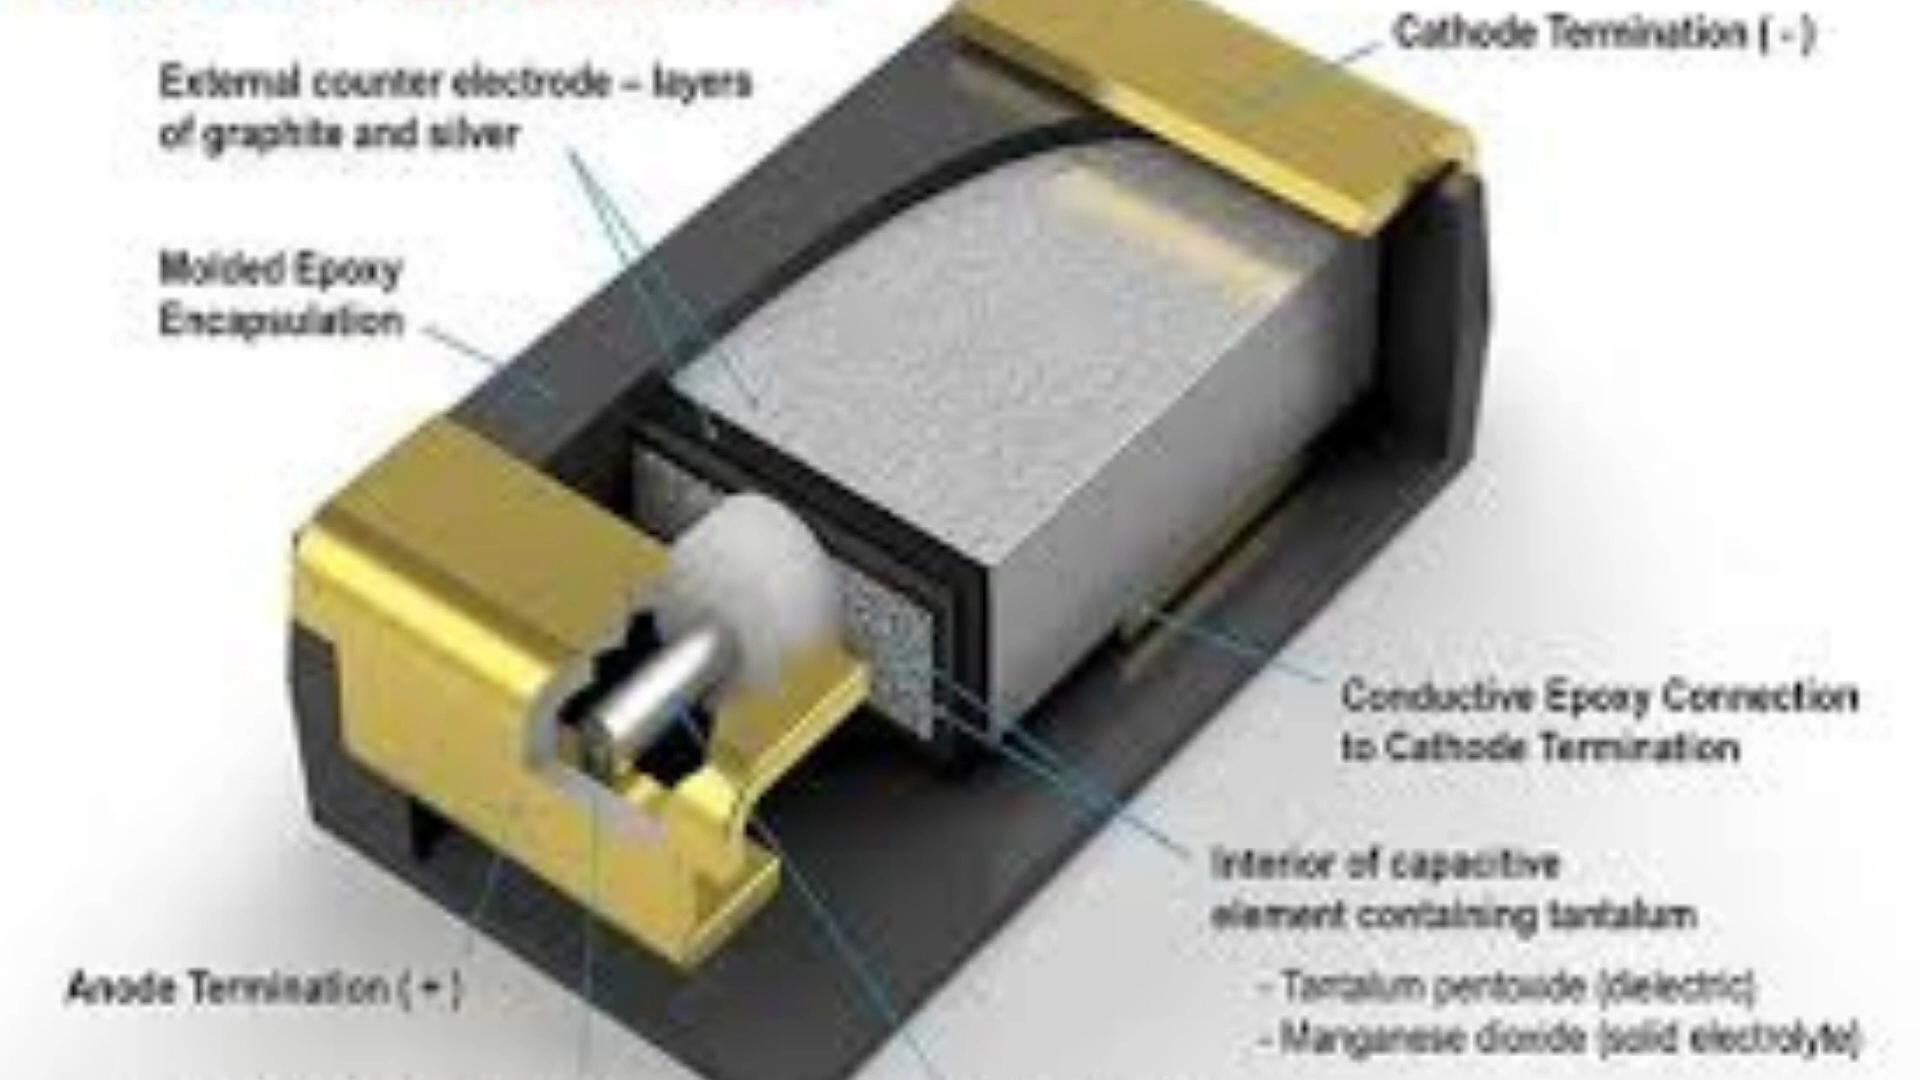 External counter electrode – layers
of graphite and silver
Cathode Termination ( - )
Molded Epoxy
Encapsulation
Conductive Epoxy Connection
to Cathode Termination
Interior of capacitive
element containing tantalum
- Tantalum pentoxide (dielectric)
- Manganese dioxide (solid electrolyte)
Anode Termination ( + )